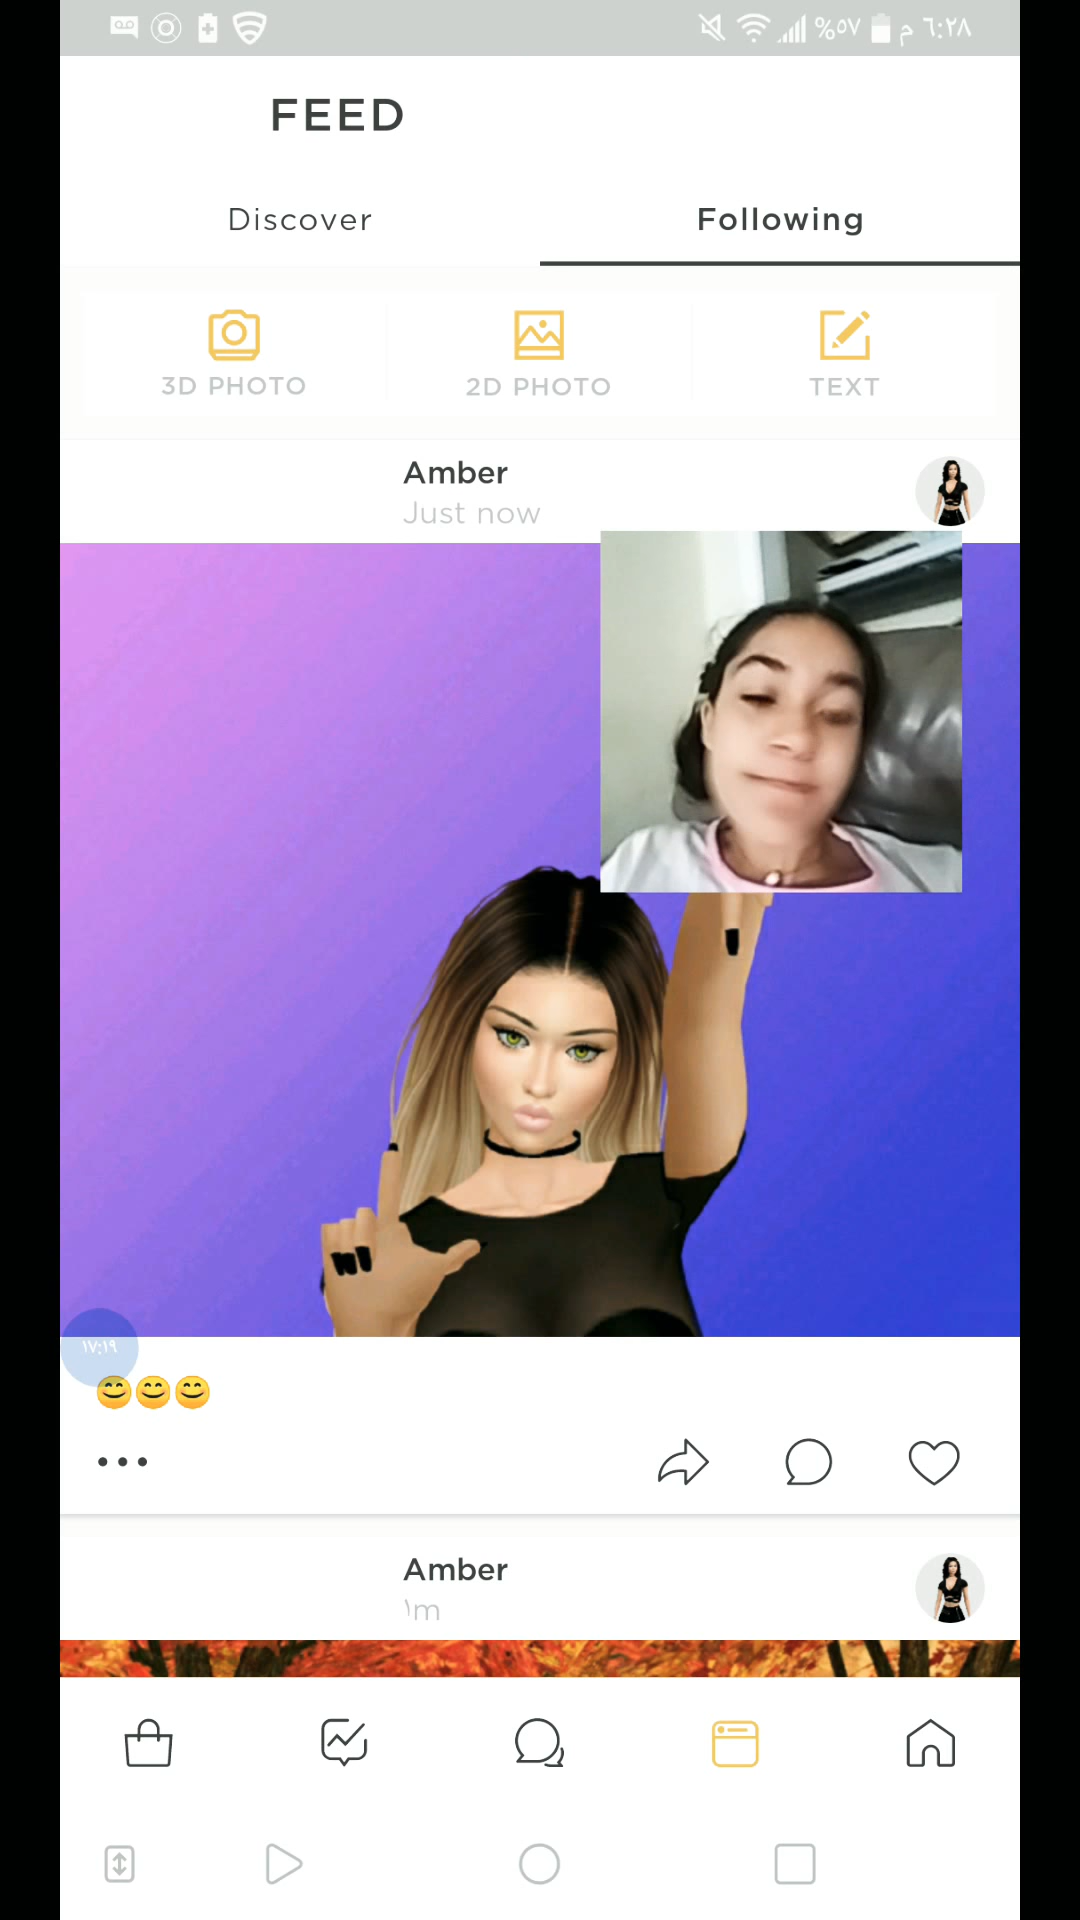 %٥٧ م ٦:٢٨
FEED
Discover
Following
3D PHOTO
2D PHOTO
TEXT
Amber
Just now
١٧:١٩
😊😊😊
Amber
١m